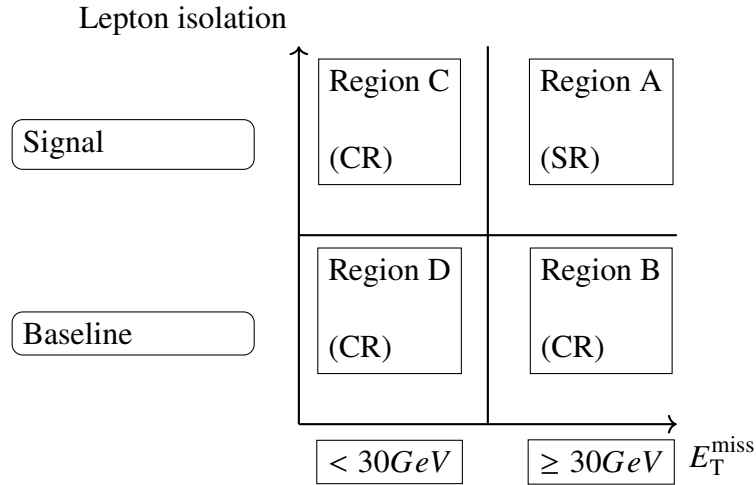 Lepton isolation
Region C
(CR)
Region A
(SR)
Signal
Region D
(CR)
Region B
(CR)
Baseline
< 30GeV
≥ 30GeV
E_T^miss